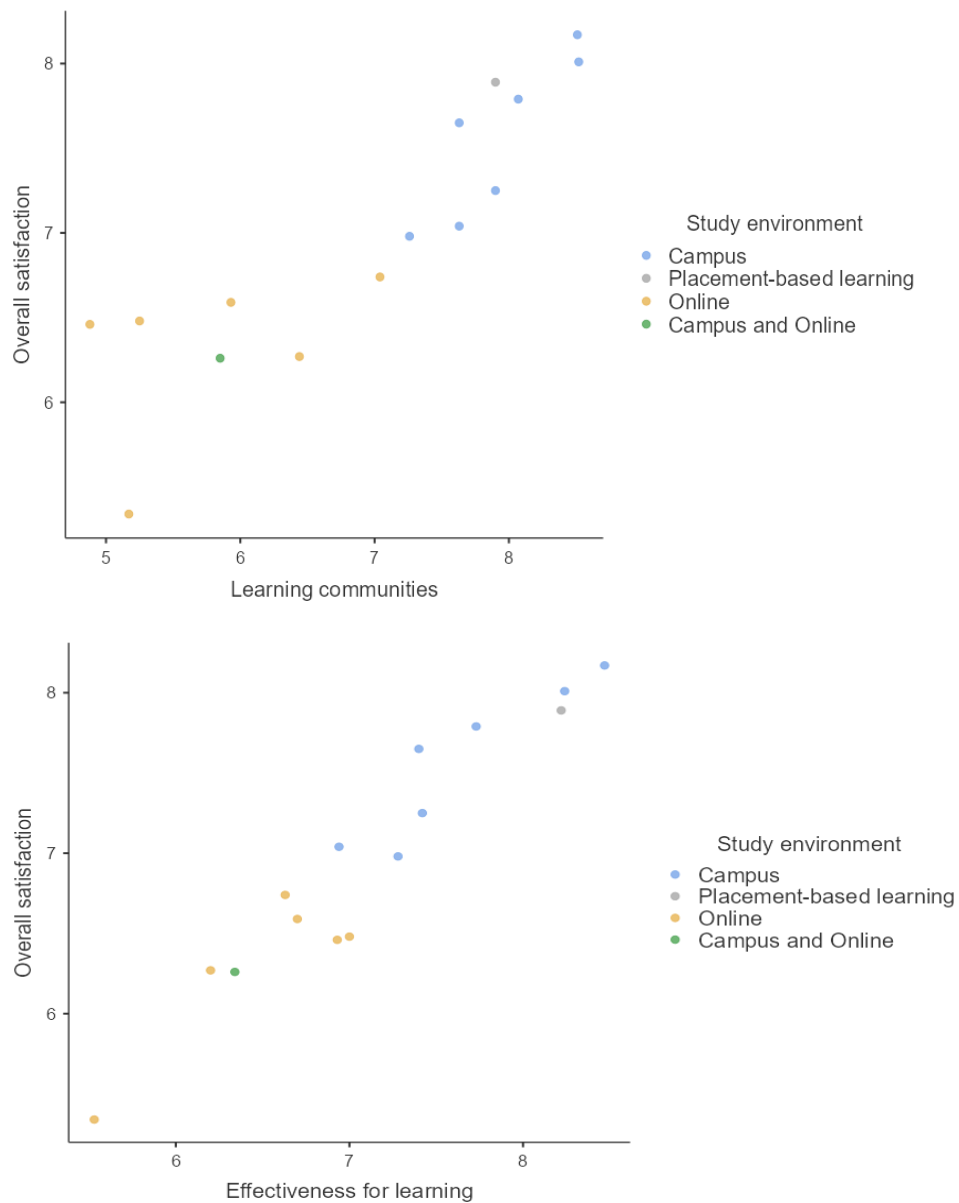 8
7
6
Overall satisfaction
5
6
7
8
Learning communities
Study environment
Campus
Placement-based learning
Online
Campus and Online
8
7
6
Overall satisfaction
6
7
8
Effectiveness for learning
Study environment
Campus
Placement-based learning
Online
Campus and Online